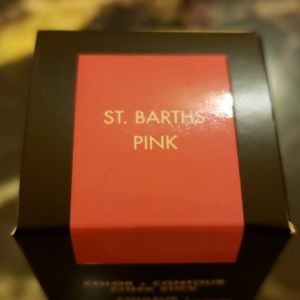 ST. BARTHS
PINK
COLOR + CONTOUR
CHEEK STICK